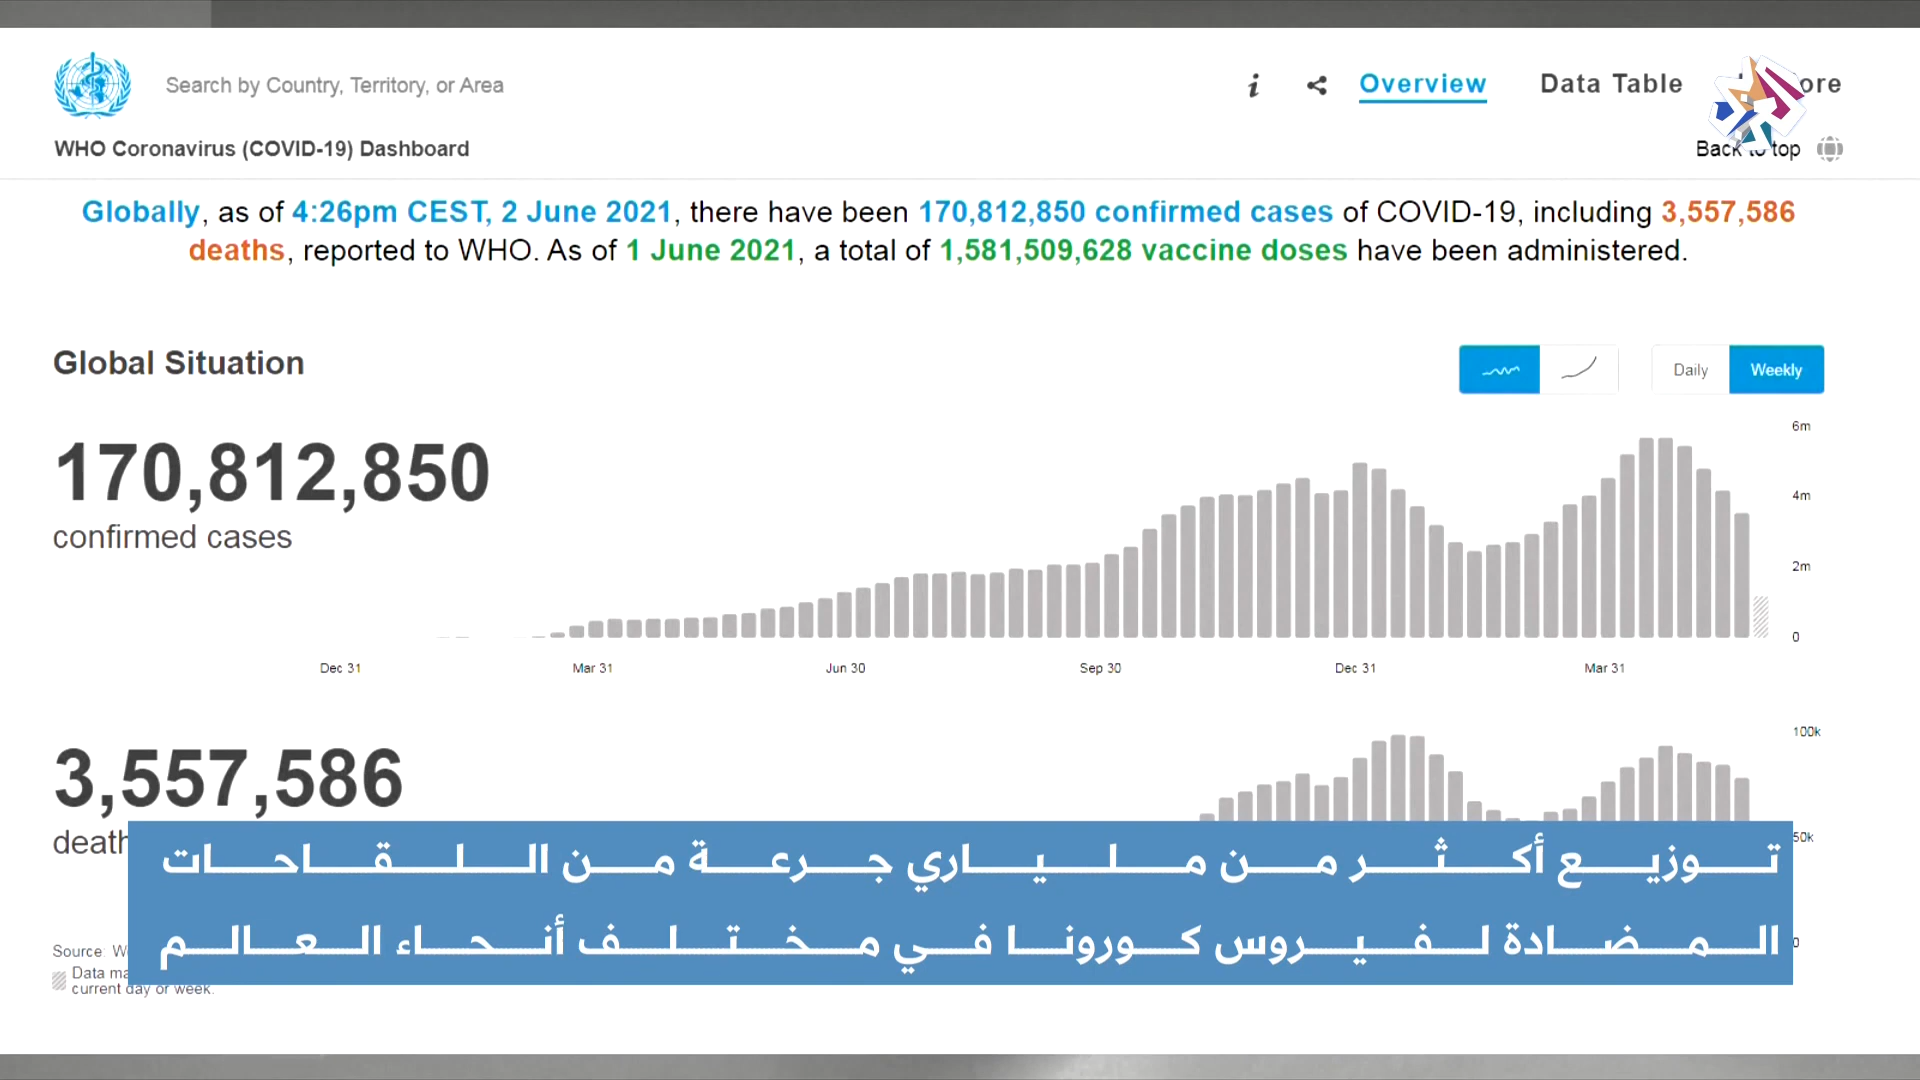 Search by Country, Territory, or Area
Overview
Data Table
WHO Coronavirus (COVID-19) Dashboard
Back to top
Globally, as of 4:26pm CEST, 2 June 2021, there have been 170,812,850 confirmed cases of COVID-19, including 3,557,586
deaths, reported to WHO. As of 1 June 2021, a total of 1,581,509,628 vaccine doses have been administered.
Global Situation
Daily
Weekly
170,812,850
confirmed cases
6m
4m
2m
0
Dec 31
Mar 31
Jun 30
Sep 30
Dec 31
Mar 31
3,557,586
100k
50k
0
توزيع أكثر من ملياري جرعة من اللقاحات
المضادة لفيروس كورونا في مختلف أنحاء العالم
Source:
Data
current day or week.